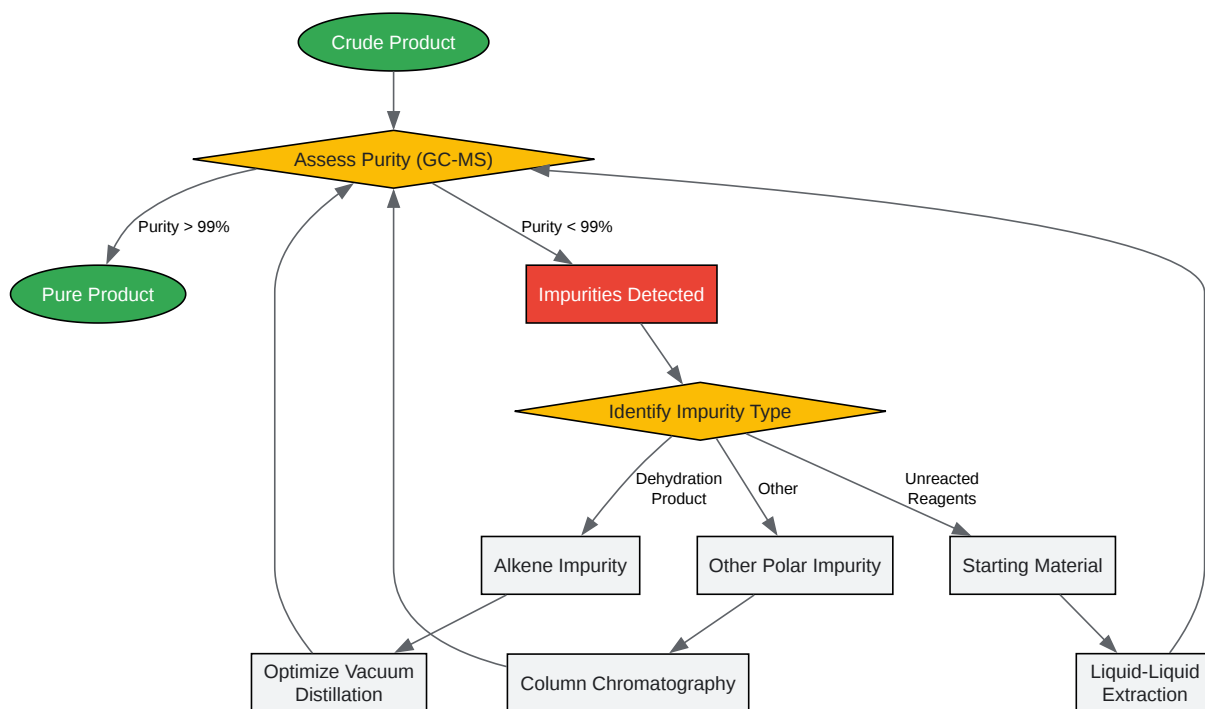 Crude Product
Assess Purity (GC-MS)
Purity > 99%
Purity < 99%
Pure Product
Impurities Detected
Identify Impurity Type
Dehydration
Product
Other
Unreacted
Reagents
Alkene Impurity
Other Polar Impurity
Starting Material
Optimize Vacuum
Distillation
Column Chromatography
Liquid-Liquid
Extraction